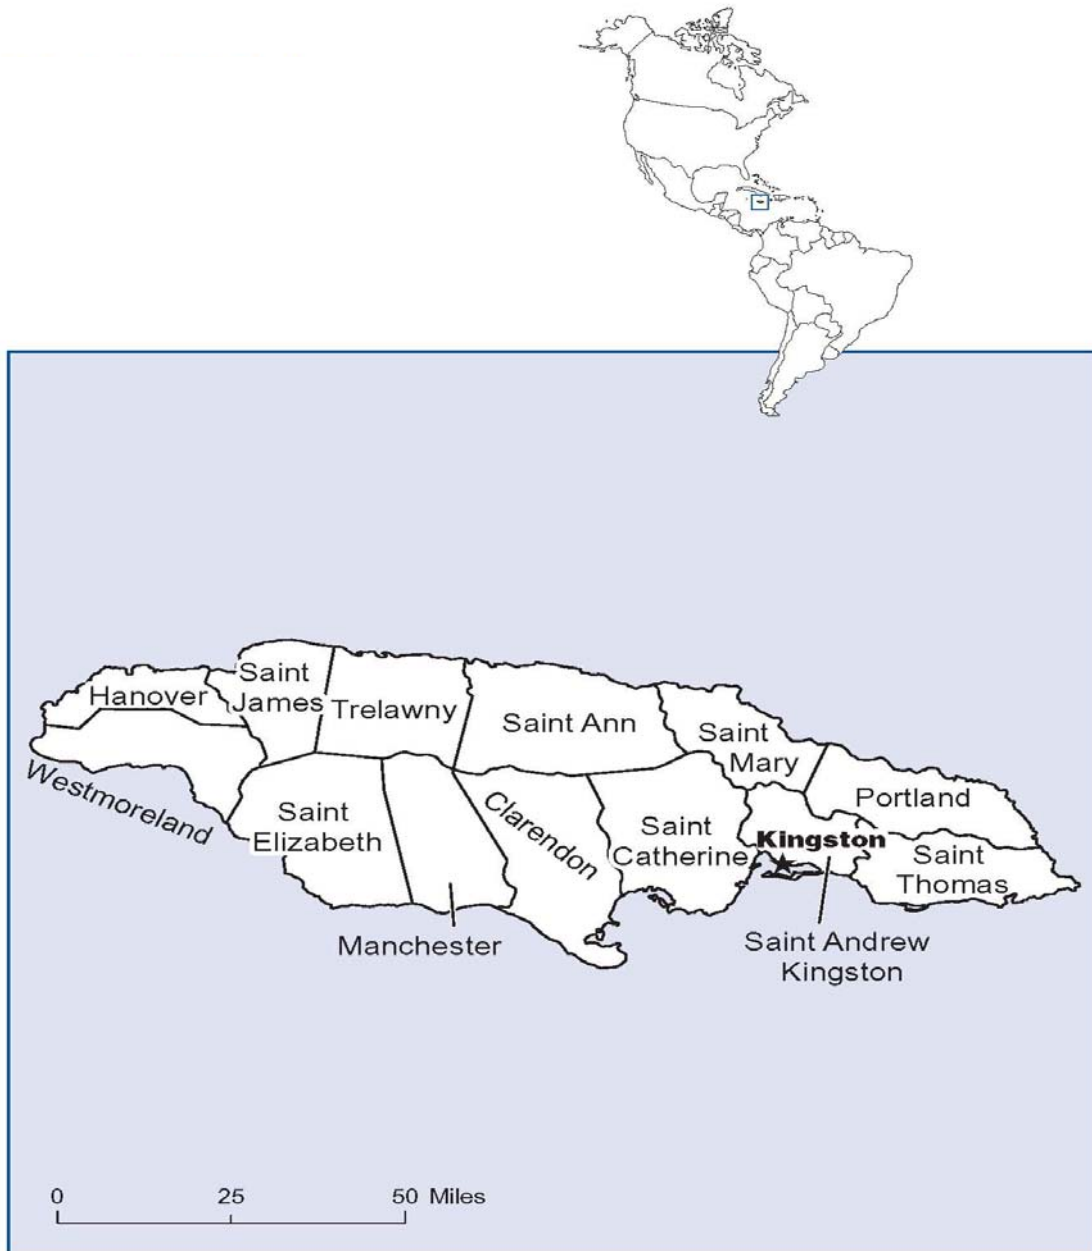 Hanover
Saint
James
Trelawny
Saint Ann
Saint
Mary
Portland
Westmoreland
Saint
Elizabeth
Clarendon
Saint
Catherine
Kingston
Saint
Thomas
Manchester
Saint Andrew
Kingston
0 25 50 Miles